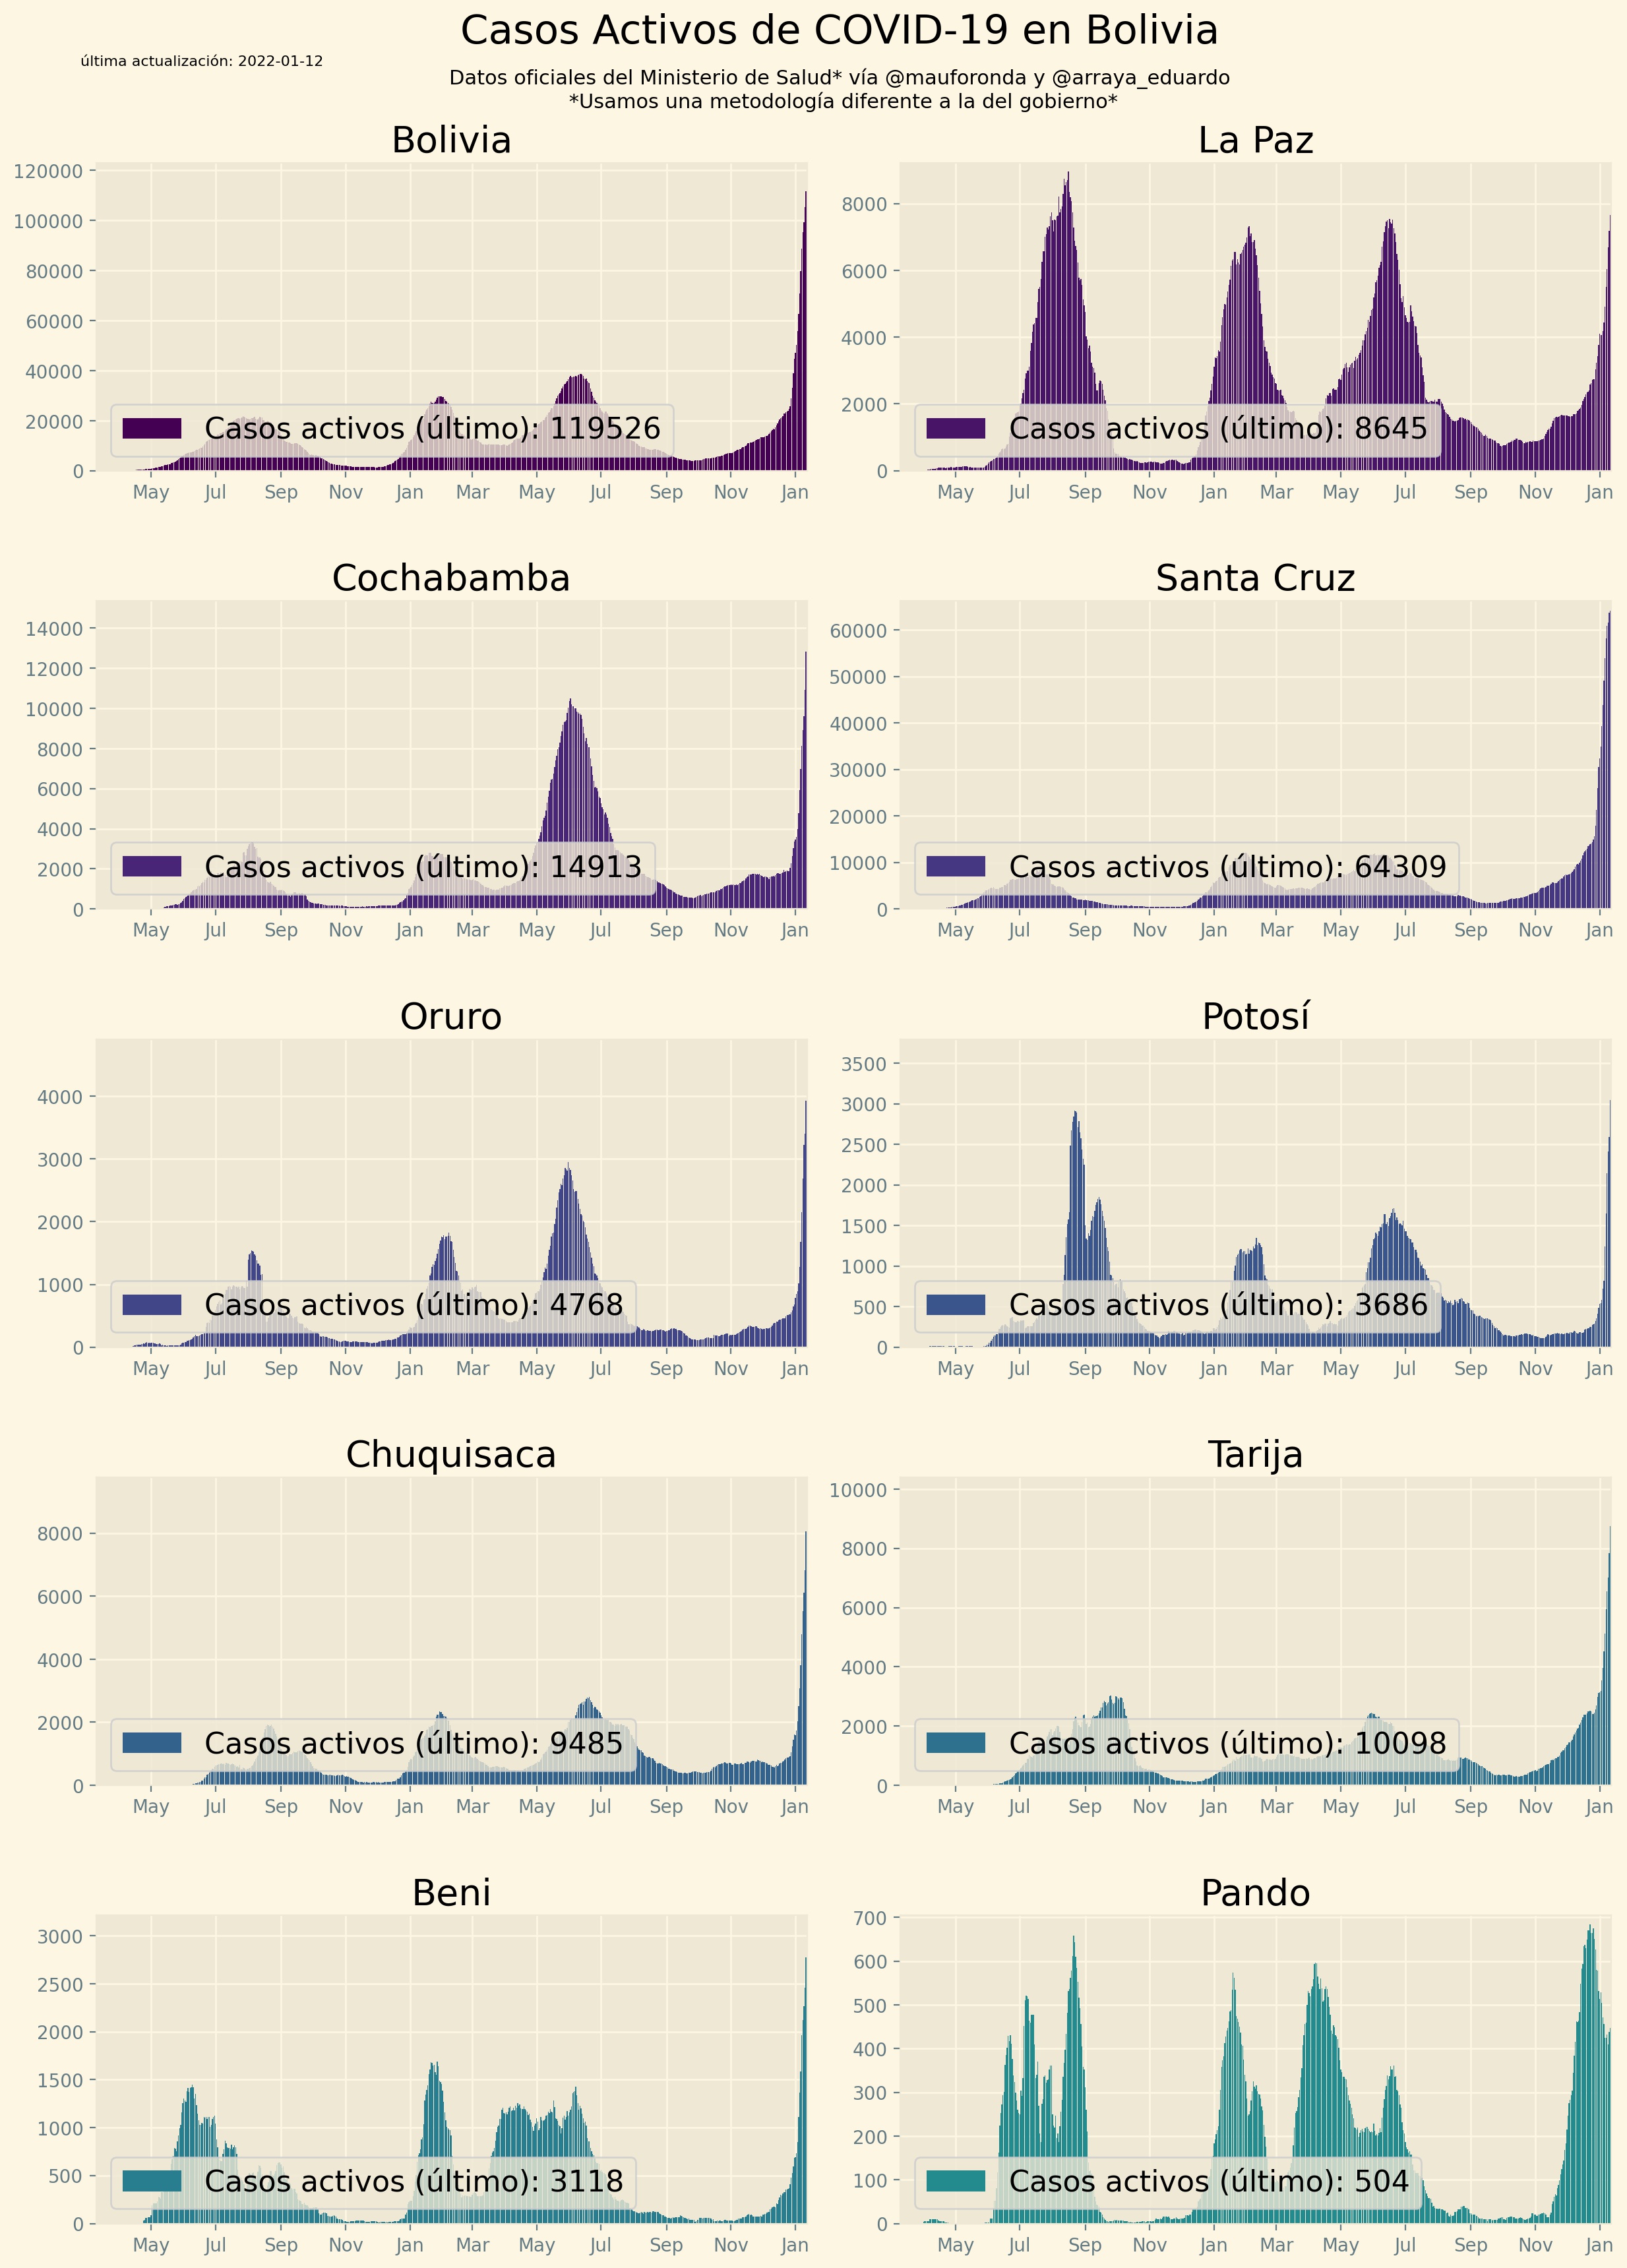 Casos Activos de COVID-19 en Bolivia
última actualización: 2022-01-12
Datos oficiales del Ministerio de Salud* vía @mauforonda y @arraya_eduardo
*Usamos una metodología diferente a la del gobierno*
Bolivia
120000
100000
80000
60000
40000
20000
0
Casos activos (último): 119526
May Jul Sep Nov Jan Mar May Jul Sep Nov Jan
La Paz
8000
6000
4000
2000
0
Casos activos (último): 8645
May Jul Sep Nov Jan Mar May Jul Sep Nov Jan
Cochabamba
14000
12000
10000
8000
6000
4000
2000
0
Casos activos (último): 14913
May Jul Sep Nov Jan Mar May Jul Sep Nov Jan
Santa Cruz
60000
50000
40000
30000
20000
10000
0
Casos activos (último): 64309
May Jul Sep Nov Jan Mar May Jul Sep Nov Jan
Oruro
4000
3000
2000
1000
0
Casos activos (último): 4768
May Jul Sep Nov Jan Mar May Jul Sep Nov Jan
Potosí
3500
3000
2500
2000
1500
1000
500
0
Casos activos (último): 3686
May Jul Sep Nov Jan Mar May Jul Sep Nov Jan
Chuquisaca
8000
6000
4000
2000
0
Casos activos (último): 9485
May Jul Sep Nov Jan Mar May Jul Sep Nov Jan
Tarija
10000
8000
6000
4000
2000
0
Casos activos (último): 10098
May Jul Sep Nov Jan Mar May Jul Sep Nov Jan
Beni
3000
2500
2000
1500
1000
500
0
Casos activos (último): 3118
May Jul Sep Nov Jan Mar May Jul Sep Nov Jan
Pando
700
600
500
400
300
200
100
0
Casos activos (último): 504
May Jul Sep Nov Jan Mar May Jul Sep Nov Jan